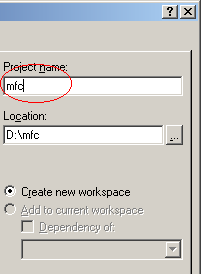 Project name:
mfc
Location:
D:\mfc
...
Create new workspace
Add to current workspace
Dependency of: